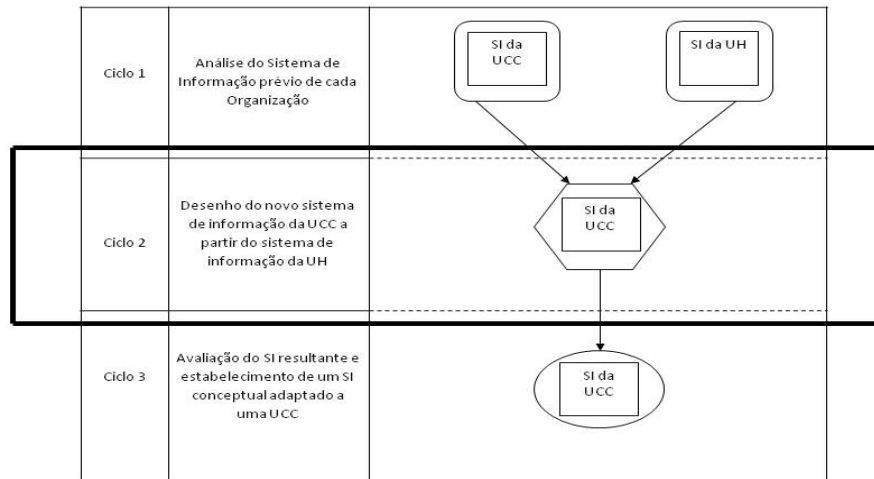 Ciclo 1
Análise do Sistema de
Informação prévio de cada
Organização
SI da
UCC
SI da UH
Ciclo 2
Desenho do novo sistema
de informação da UCC a
partir do sistema de
informação da UH
SI da
UCC
Ciclo 3
Avaliação do SI resultante e
estabelecimento de um SI
conceptual adaptado a
uma UCC
SI da
UCC